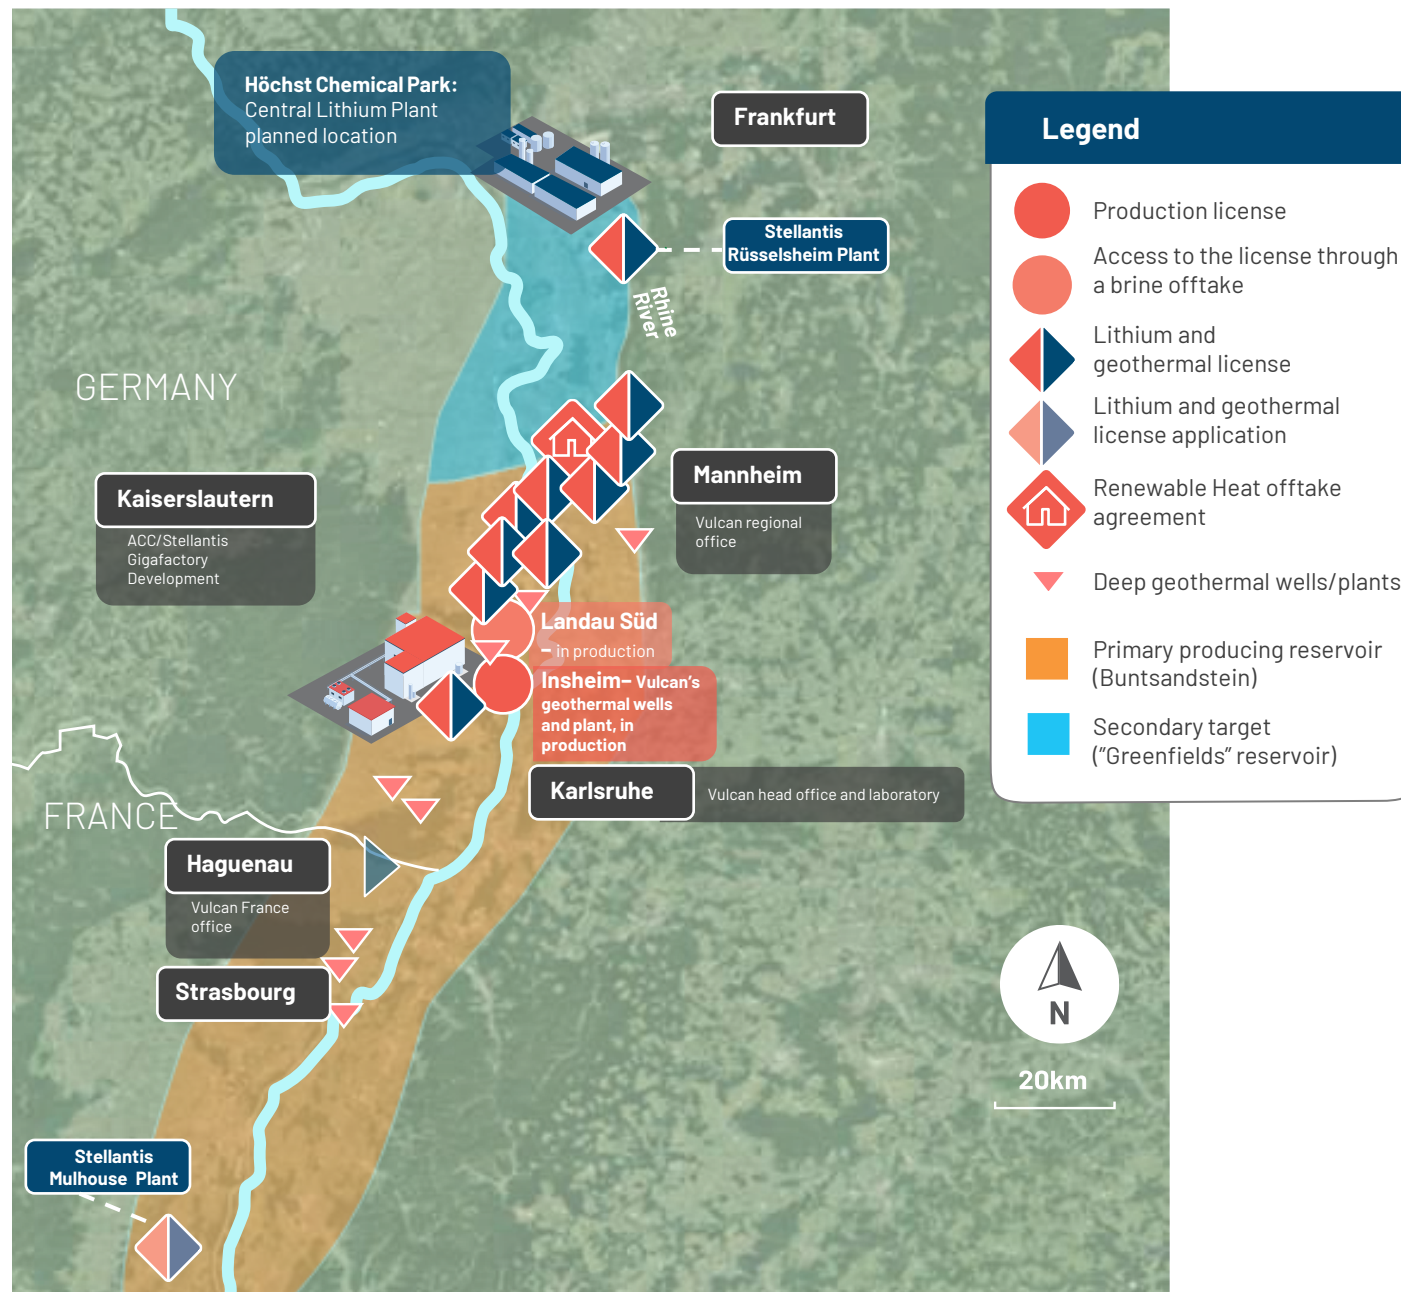 Höchst Chemical Park:
Central Lithium Plant
planned location
Frankfurt
Stellantis
Rüsselsheim Plant
Rhine
River
GERMANY
Kaiserslautern
ACC/Stellantis
Gigafactory
Development
Mannheim
Vulcan regional
office
Landau Süd
– in production
Insheim– Vulcan's
geothermal wells
and plant, in
production
Karlsruhe
Vulcan head office and laboratory
FRANCE
Haguenau
Vulcan France
office
Strasbourg
Stellantis
Mulhouse Plant
Legend
Production license
Access to the license through
a brine offtake
Lithium and
geothermal license
Lithium and geothermal
license application
Renewable Heat offtake
agreement
Deep geothermal wells/plants
Primary producing reservoir
(Buntsandstein)
Secondary target
("Greenfields" reservoir)
N
20km